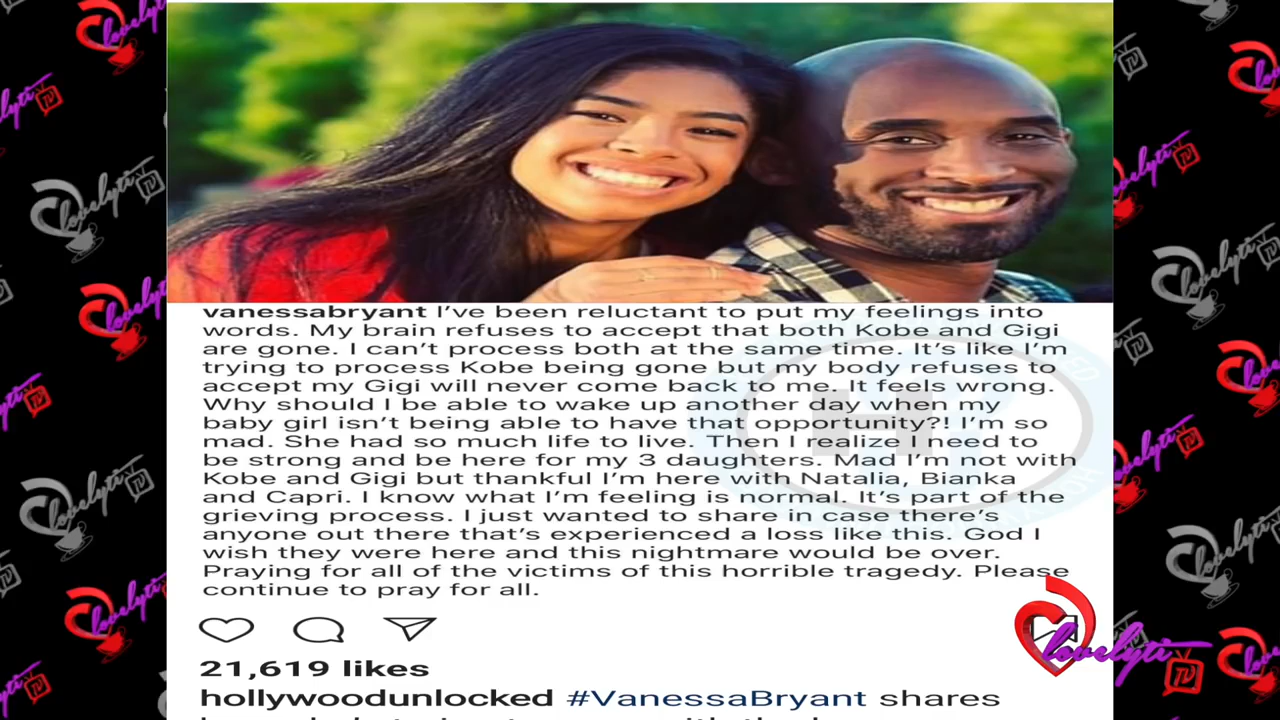 vanessabryant I've been reluctant to put my feelings into
words. My brain refuses to accept that both Kobe and Gigi
are gone. I can't process both at the same time. It's like I'm
trying to process Kobe being gone but my body refuses to
accept my Gigi will never come back to me. It feels wrong.
Why should I be able to wake up another day when my
baby girl isn't being able to have that opportunity?! I'm so
mad. She had so much life to live. Then I realize I need to
be strong and be here for my 3 daughters. Mad I'm not with
Kobe and Gigi but thankful I'm here with Natalia, Bianka
and Capri. I know what I'm feeling is normal. It's part of the
grieving process. I just wanted to share in case there's
anyone out there that's experienced a loss like this. God I
wish they were here and this nightmare would be over.
Praying for all of the victims of this horrible tragedy. Please
continue to pray for all.
21,619 likes
hollywoodunlocked #VanessaBryant shares
lovelyti TV